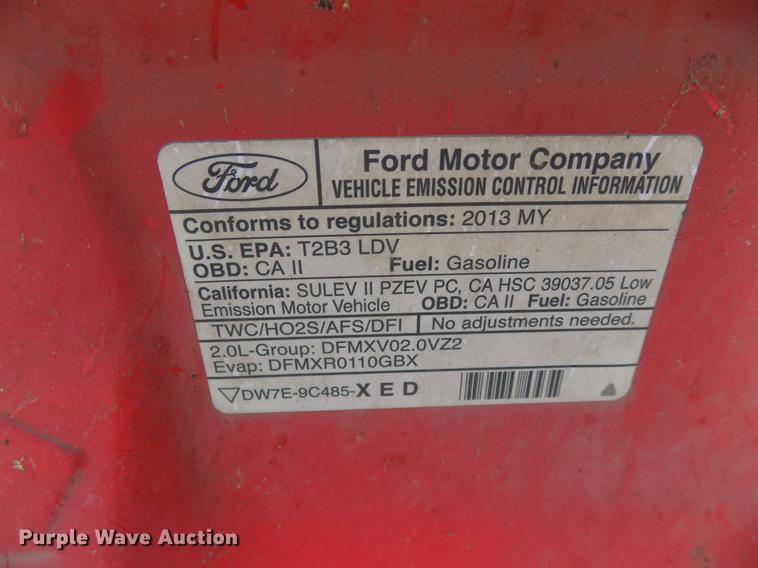 Ford
Ford Motor Company
VEHICLE EMISSION CONTROL INFORMATION
Conforms to regulations: 2013 MY
U.S. EPA: T2B3 LDV
OBD: CA II Fuel: Gasoline
California: SULEV II PZEV PC, CA HSC 39037.05 Low
Emission Motor Vehicle OBD: CA II Fuel: Gasoline
TWC/HO2S/AFS/DFI No adjustments needed.
2.0L-Group: DFMXV02.0VZ2
Evap: DFMXR0110GBX
DW7E-9C485-XED
Purple Wave Auction®